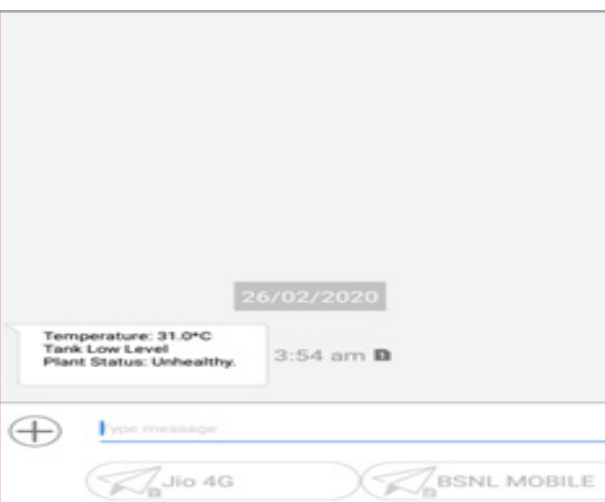 26/02/2020
Temperature: 31.0°C
Tank Low Level
Plant Status: Unhealthy.
3:54 am 1
Type message
Jio 4G
BSNL MOBILE